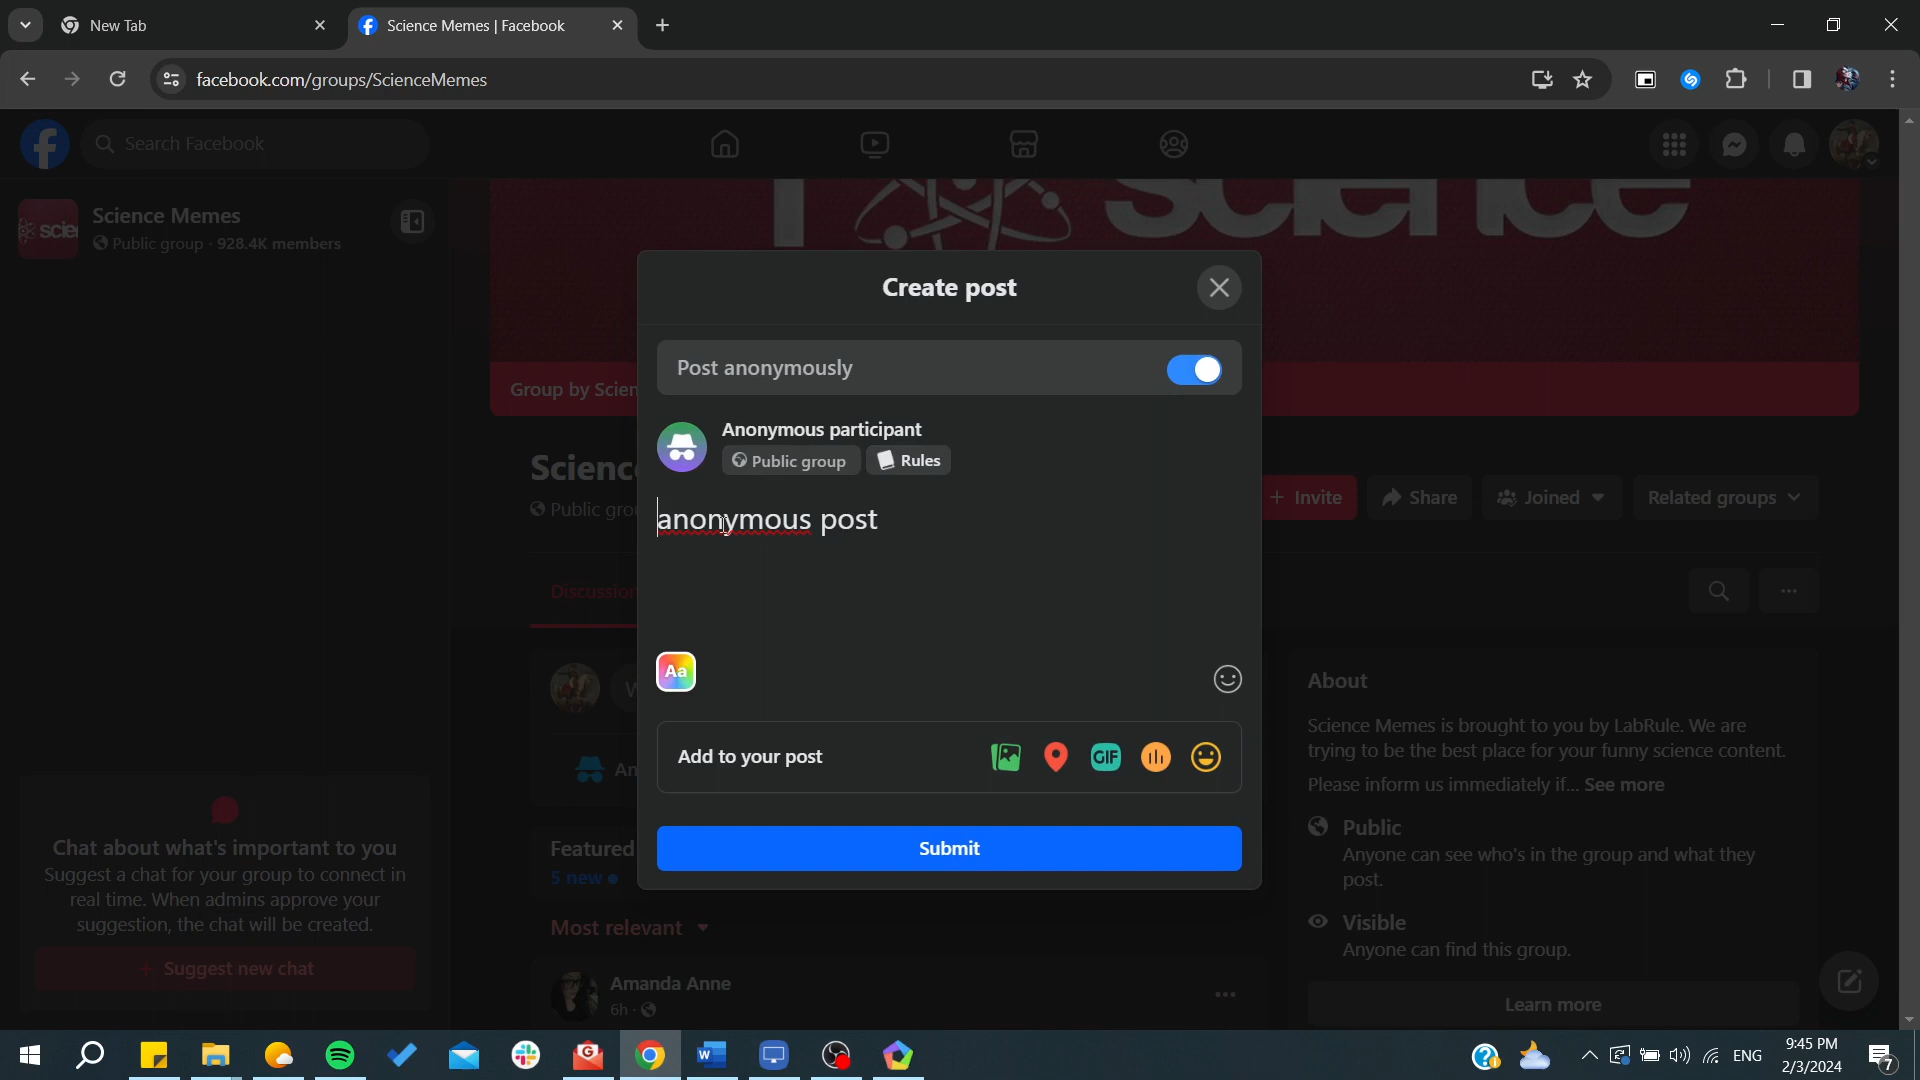 New Tab
Science Memes | Facebook
facebook.com/groups/ScienceMemes
Search Facebook
science
Science Memes
Public group · 928.4K members
Create post
Post anonymously
Group by Scien
Anonymous participant
Public group
Rules
Science
Public gro
+ Invite
Share
Joined
Related groups
anonymous post
Discussion
Aa
W
An
Add to your post
GIF
Submit
About
Science Memes is brought to you by LabRule. We are
trying to be the best place for your funny science content.
Please inform us immediately if... See more
Public
Anyone can see who's in the group and what they
post.
Visible
Anyone can find this group.
Learn more
Chat about what's important to you
Suggest a chat for your group to connect in
real time. When admins approve your
suggestion, the chat will be created.
+ Suggest new chat
Featured
5 new
Most relevant
Amanda Anne
6h ·
ENG
9:45 PM
2/3/2024
7